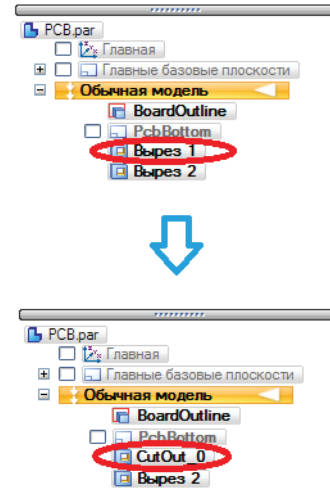 PCB.par
Главная
Главные базовые плоскости
Обычная модель
BoardOutline
PcbBottom
Вырез 1
Вырез 2
PCB.par
Главная
Главные базовые плоскости
Обычная модель
BoardOutline
PcbBottom
CutOut_0
Вырез 2